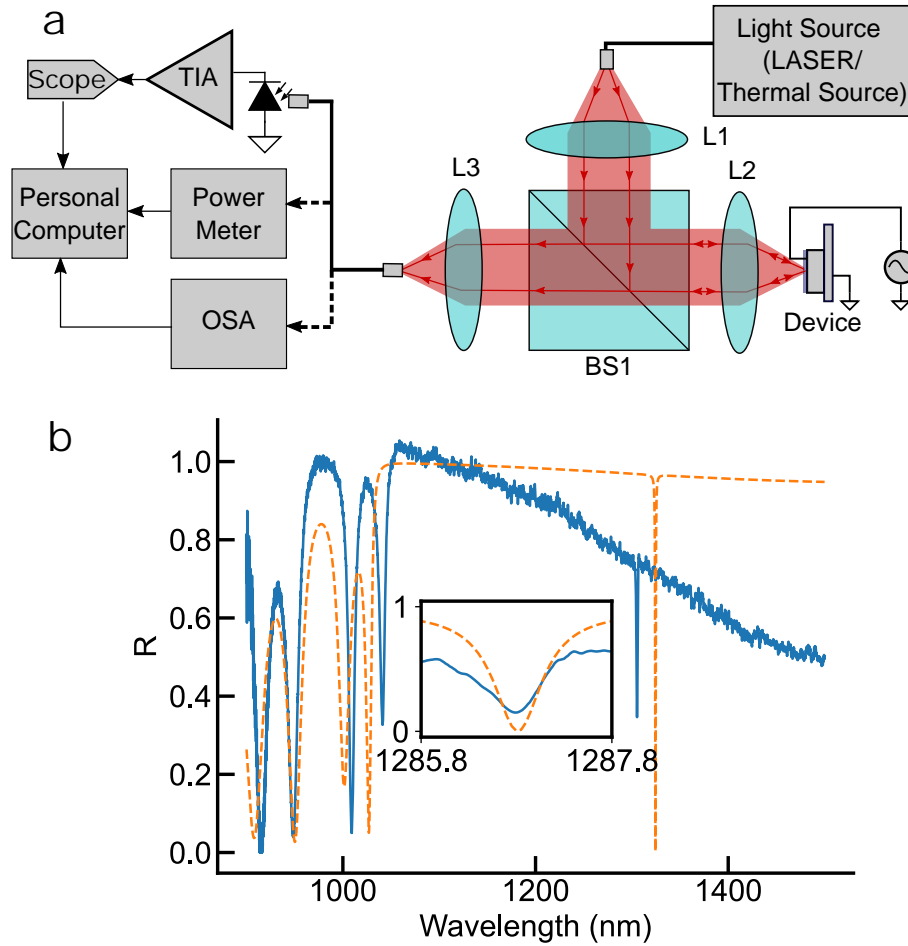 a
Scope
TIA
Light Source
(LASER/
Thermal Source)
L1
L3
L2
Personal
Computer
Power
Meter
OSA
Device
BS1
b
R
1.0
0.8
0.6
0.4
0.2
0.0
1
0
1285.8
1287.8
1000
1200
1400
Wavelength (nm)